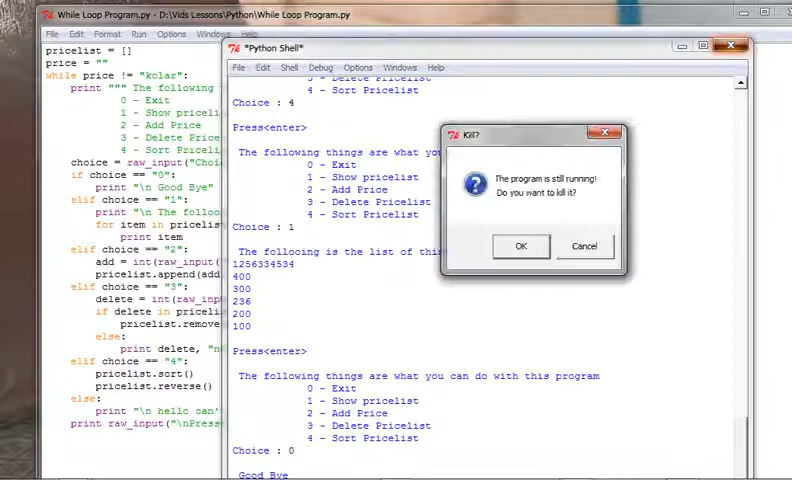 While Loop Program.py - D:\Vids Lessons\Python\While Loop Program.py
File Edit Format Run Options Windows Help
pricelist = []
price = ""
while price != "kolar":
print """ The following
0 - Exit
1 - Show priceli
2 - Add Price
3 - Delete Price
4 - Sort Priceli
choice = raw_input("Choi
if choice == "0":
print "\n Good Bye"
elif choice == "1":
print "\n The folloo
for item in pricelis
print item
elif choice == "2":
add = int(raw_input(
pricelist.append(add
elif choice == "3":
delete = int(raw_inp
if delete in priceli
pricelist.remove
else:
print delete, "n
elif choice == "4":
pricelist.sort()
pricelist.reverse()
else:
print "\n hello can'
print raw_input("\nPress
*Python Shell*
File Edit Shell Debug Options Windows Help
3 - Delete Pricelist
4 - Sort Pricelist
Choice : 4
Press<enter>
The following things are what yo
0 - Exit
1 - Show pricelist
2 - Add Price
3 - Delete Pricelist
4 - Sort Pricelist
Choice : 1
The followoing is the list of this
1256334534
400
300
236
200
100
Press<enter>
The following things are what you can do with this program
0 - Exit
1 - Show pricelist
2 - Add Price
3 - Delete Pricelist
4 - Sort Pricelist
Choice : 0
Good Bye
Kill?
The program is still running!
Do you want to kill it?
OK
Cancel